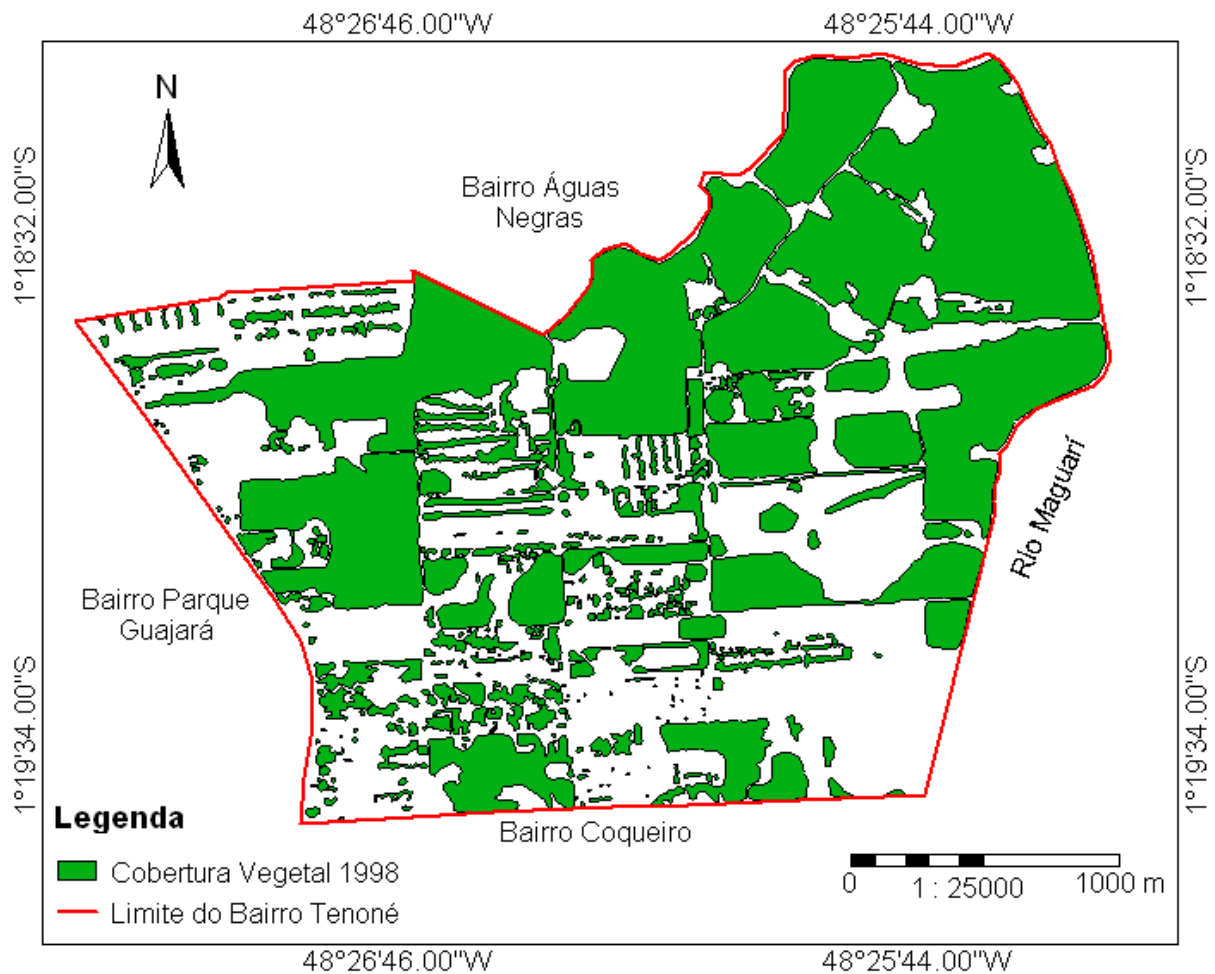 48°26'46.00"W
48°25'44.00"W
N
1°18'32.00"S
1°18'32.00"S
Bairro Águas
Negras
Rio Maguarí
Bairro Parque
Guajará
1°19'34.00"S
1°19'34.00"S
Legenda
Bairro Coqueiro
Cobertura Vegetal 1998
Limite do Bairro Tenoné
0
1 : 25000
1000 m
48°26'46.00"W
48°25'44.00"W